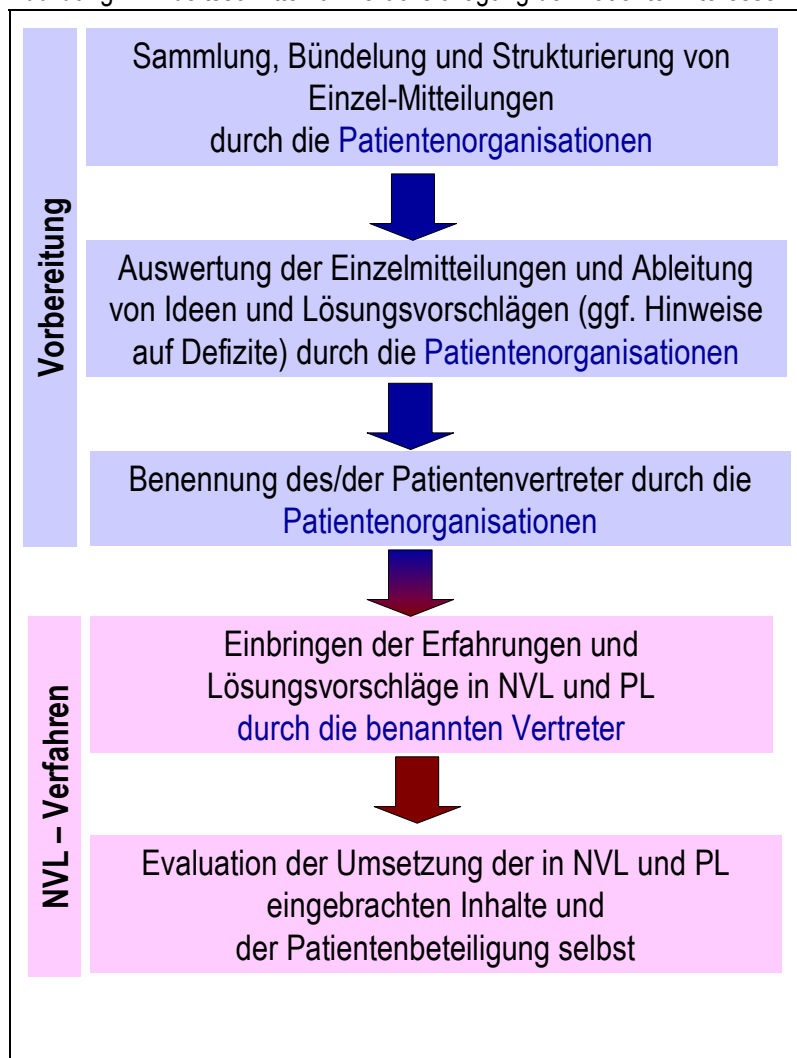 Sammlung, Bündelung und Strukturierung von
Einzel-Mitteilungen
durch die Patientenorganisationen
Vorbereitung
Auswertung der Einzelmitteilungen und Ableitung
von Ideen und Lösungsvorschlägen (ggf. Hinweise
auf Defizite) durch die Patientenorganisationen
Benennung des/der Patientenvertreter durch die
Patientenorganisationen
NVL – Verfahren
Einbringen der Erfahrungen und
Lösungsvorschläge in NVL und PL
durch die benannten Vertreter
Evaluation der Umsetzung der in NVL und PL
eingebrachten Inhalte und
der Patientenbeteiligung selbst